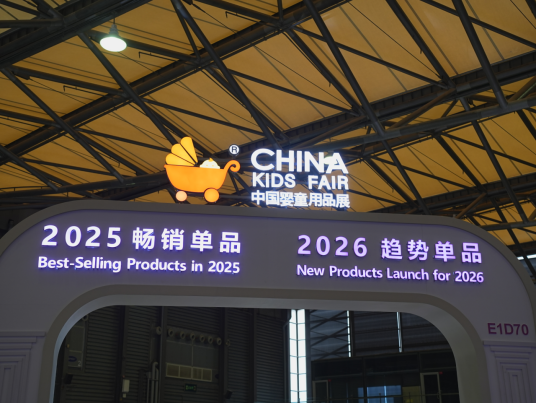 ®
CHINA
KIDS FAIR
中国婴童用品展
2025 畅销单品
Best-Selling Products in 2025
2026 趋势单品
New Products Launch for 2026
E1D70